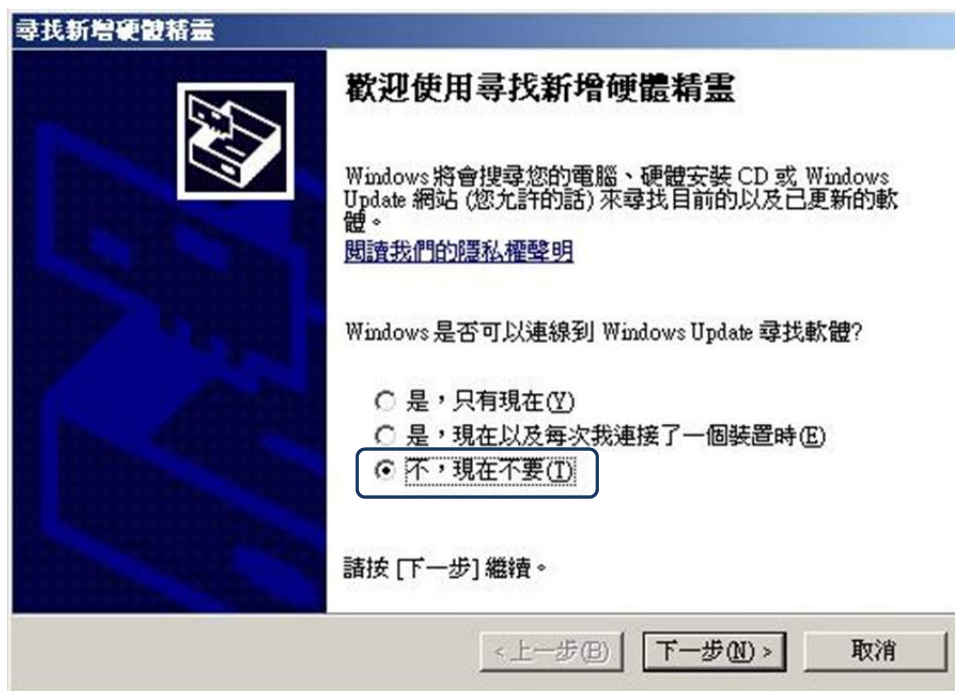 尋找新增硬體精靈
歡迎使用尋找新增硬體精靈
Windows 將會搜尋您的電腦、硬體安裝 CD 或 Windows
Update 網站 (您允許的話) 來尋找目前的以及已更新的軟
體。
閱讀我們的隱私權聲明
Windows 是否可以連線到 Windows Update 尋找軟體?
是，只有現在(Y)
是，現在以及每次我連接了一個裝置時(E)
不，現在不要(T)
請按 [下一步] 繼續。
<上一步(B) 下一步(N) > 取消